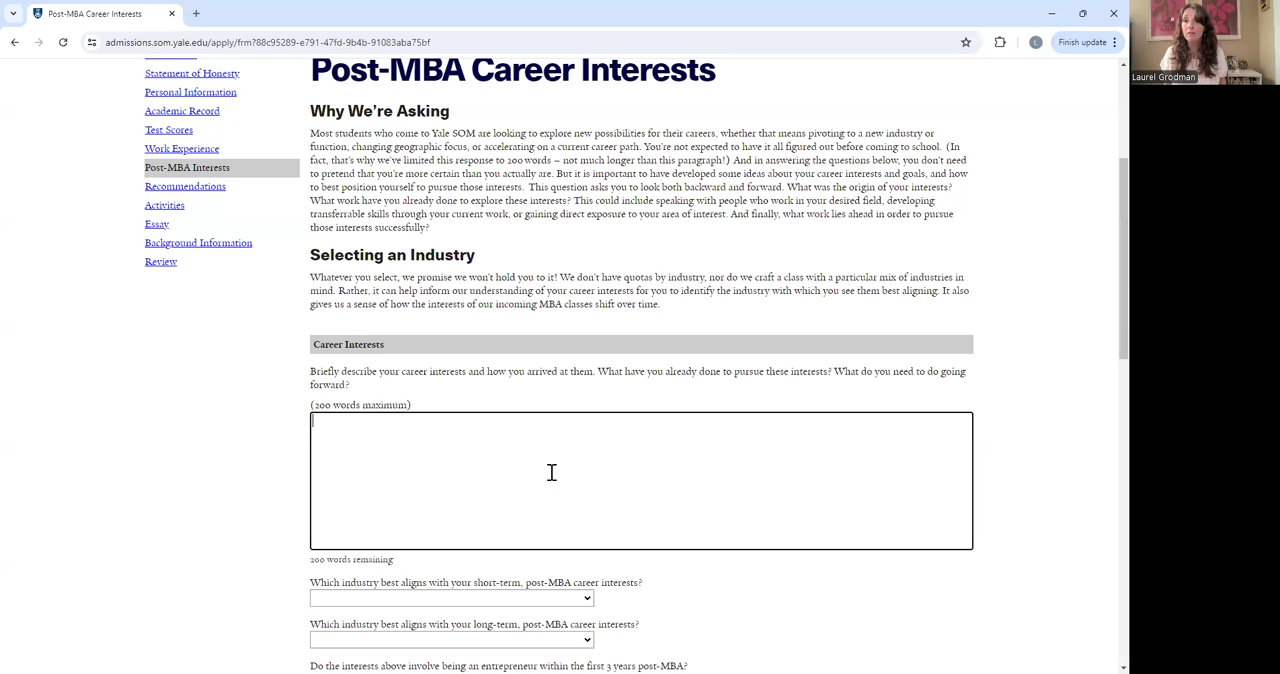 Post-MBA Career Interests
admissions.som.yale.edu/apply/frm?88c95289-e791-47fd-9b4b-91083aba75bf
Finish update
Laurel Grodman
Statement of Honesty
Personal Information
Academic Record
Test Scores
Work Experience
Post-MBA Interests
Recommendations
Activities
Essay
Background Information
Review
Post-MBA Career Interests
Why We're Asking
Most students who come to Yale SOM are looking to explore new possibilities for their careers, whether that means pivoting to a new industry or
function, changing geographic focus, or accelerating on a current career path. You're not expected to have it all figured out before coming to school. (In
fact, that's why we've limited this response to 200 words – not much longer than this paragraph!) And in answering the questions below, you don't need
to pretend that you're more certain than you actually are. But it is important to have developed some ideas about your career interests and goals, and how
to best position yourself to pursue those interests. This question asks you to look both backward and forward. What was the origin of your interests?
What work have you already done to explore these interests? This could include speaking with people who work in your desired field, developing
transferrable skills through your current work, or gaining direct exposure to your area of interest. And finally, what work lies ahead in order to pursue
those interests successfully?
Selecting an Industry
Whatever you select, we promise we won't hold you to it! We don't have quotas by industry, nor do we craft a class with a particular mix of industries in
mind. Rather, it can help inform our understanding of your career interests for you to identify the industry with which you see them best aligning. It also
gives us a sense of how the interests of our incoming MBA classes shift over time.
Career Interests
Briefly describe your career interests and how you arrived at them. What have you already done to pursue these interests? What do you need to do going
forward?
(200 words maximum)
200 words remaining
Which industry best aligns with your short-term, post-MBA career interests?
Which industry best aligns with your long-term, post-MBA career interests?
Do the interests above involve being an entrepreneur within the first 3 years post-MBA?